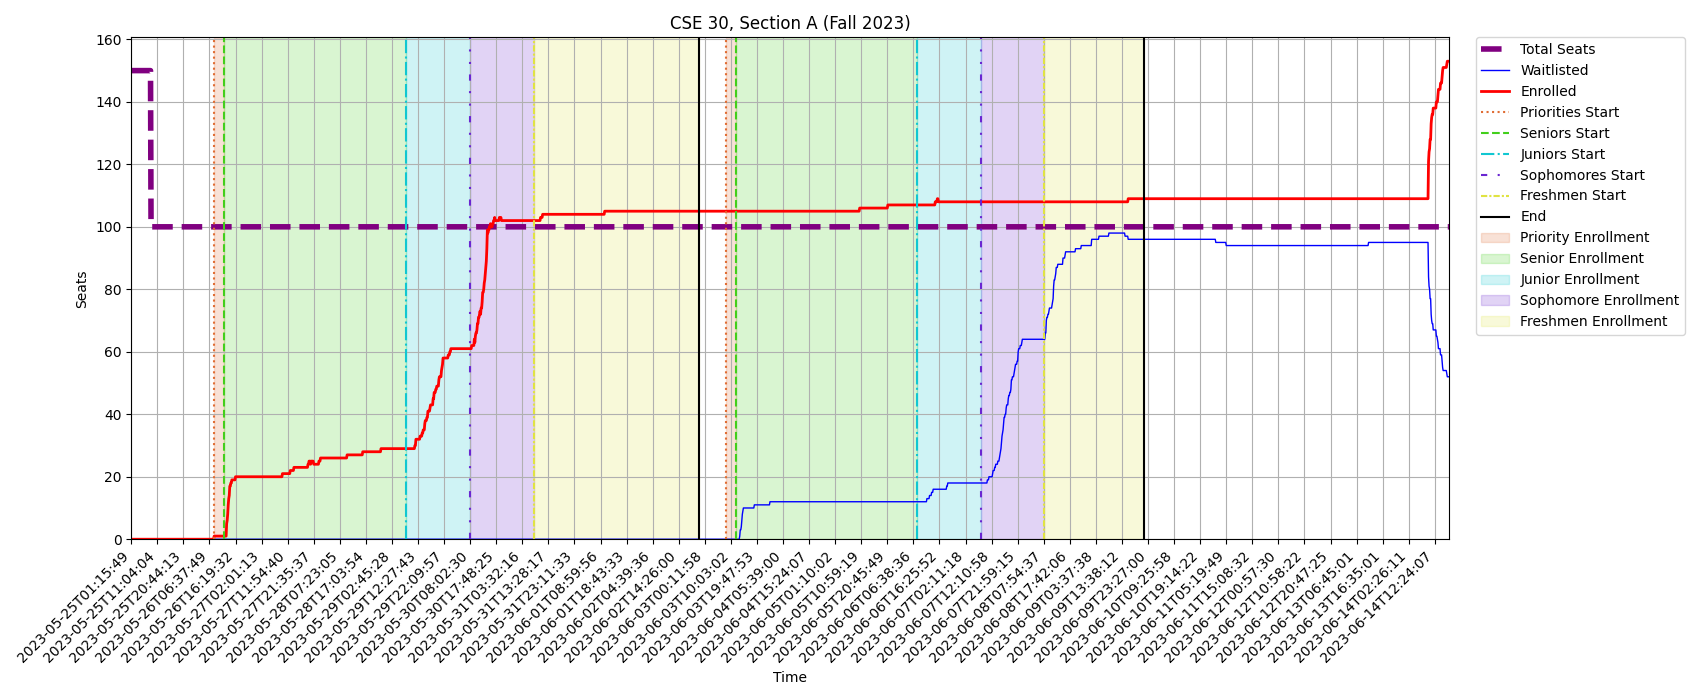 CSE 30, Section A (Fall 2023)
Seats
160
140
120
100
80
60
40
20
0
2023-05-25T01:15:49
2023-05-25T11:04:04
2023-05-25T20:44:13
2023-05-26T06:37:49
2023-05-26T16:19:32
2023-05-27T02:01:13
2023-05-27T11:54:40
2023-05-27T21:35:37
2023-05-28T07:23:05
2023-05-28T17:03:54
2023-05-29T02:45:28
2023-05-29T12:27:43
2023-05-29T22:09:57
2023-05-30T08:02:30
2023-05-30T17:48:25
2023-05-31T03:32:16
2023-05-31T13:28:17
2023-05-31T23:11:33
2023-06-01T08:59:56
2023-06-01T18:43:33
2023-06-02T04:39:36
2023-06-02T14:26:00
2023-06-03T00:11:58
2023-06-03T10:03:02
2023-06-03T19:47:53
2023-06-04T05:39:00
2023-06-04T15:24:07
2023-06-05T01:10:02
2023-06-05T10:59:19
2023-06-05T20:45:49
2023-06-06T06:38:36
2023-06-06T16:25:52
2023-06-07T02:11:18
2023-06-07T12:10:58
2023-06-07T21:59:15
2023-06-08T07:54:37
2023-06-08T17:42:06
2023-06-09T03:37:38
2023-06-09T13:38:12
2023-06-09T23:27:00
2023-06-10T09:25:58
2023-06-10T19:14:22
2023-06-11T05:19:49
2023-06-11T15:08:32
2023-06-12T00:57:30
2023-06-12T10:58:22
2023-06-12T20:47:25
2023-06-13T06:45:01
2023-06-13T16:35:01
2023-06-14T02:26:11
2023-06-14T12:24:07
Time
Total Seats
Waitlisted
Enrolled
Priorities Start
Seniors Start
Juniors Start
Sophomores Start
Freshmen Start
End
Priority Enrollment
Senior Enrollment
Junior Enrollment
Sophomore Enrollment
Freshmen Enrollment